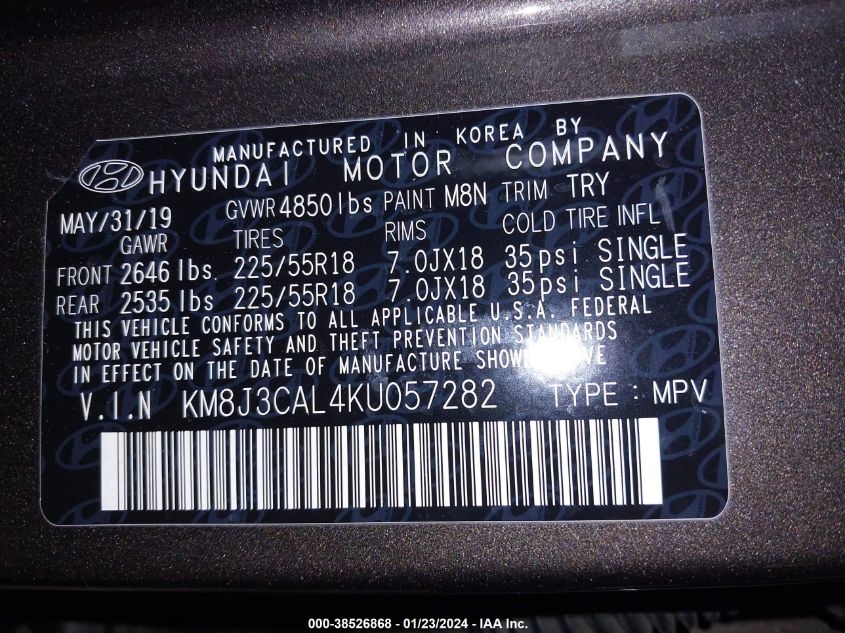 MANUFACTURED IN KOREA BY
HYUNDAI MOTOR COMPANY
MAY/31/19 GVWR 4850lbs PAINT M8N TRIM TRY
GAWR TIRES RIMS COLD TIRE INFL
FRONT 2646 lbs. 225/55R18 7.0JX18 35psi SINGLE
REAR 2535 lbs 225/55R18 7.0JX18 35psi SINGLE
THIS VEHICLE CONFORMS TO ALL APPLICABLE U.S.A. FEDERAL
MOTOR VEHICLE SAFETY AND THEFT PREVENTION STANDARDS
IN EFFECT ON THE DATE OF MANUFACTURE SHOWN ABOVE
V.I.N KM8J3CAL4KU057282 TYPE : MPV
000-38526868 - 01/23/2024 - IAA Inc.